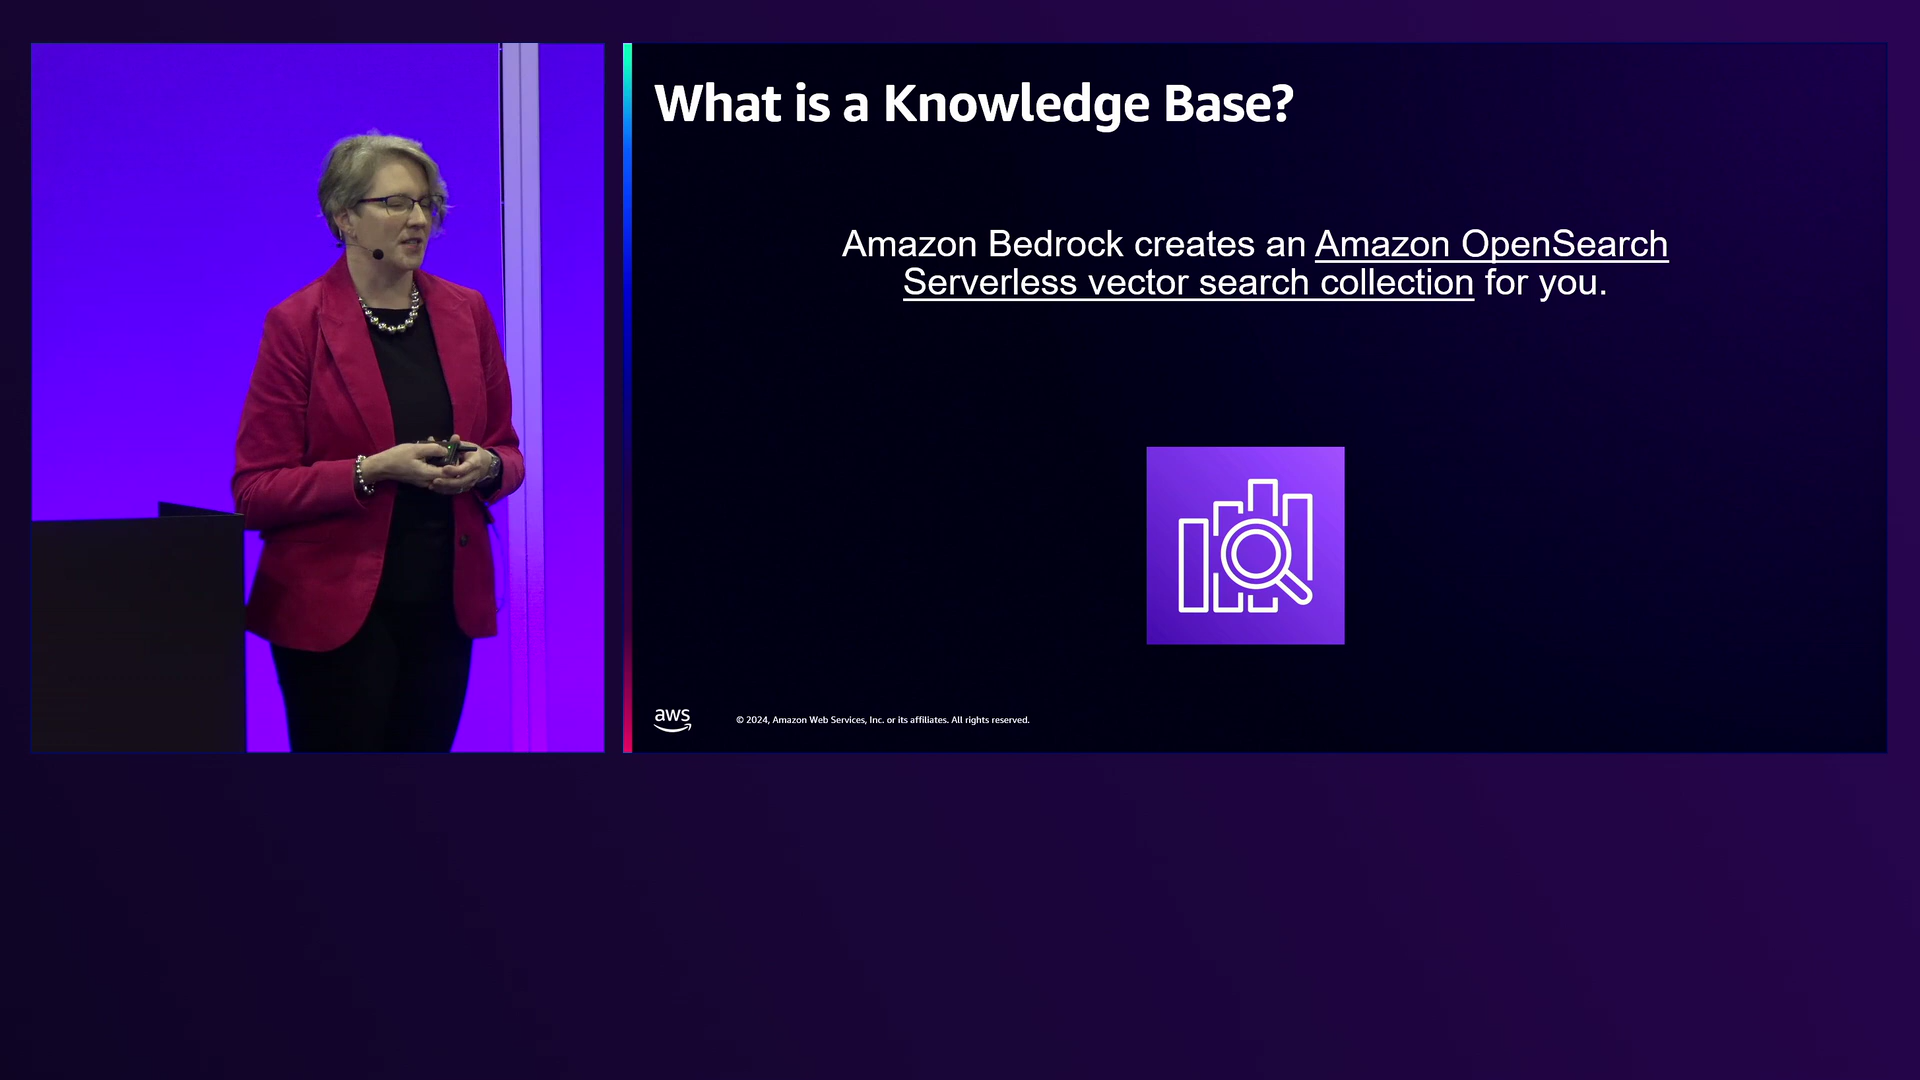 What is a Knowledge Base?
Amazon Bedrock creates an Amazon OpenSearch
Serverless vector search collection for you.
aws
© 2024, Amazon Web Services, Inc. or its affiliates. All rights reserved.